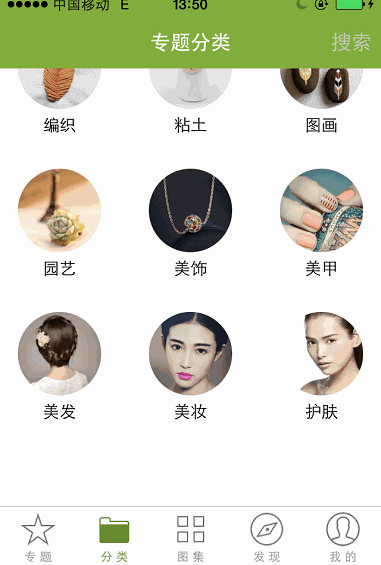 中国移动 E 13:50
专题分类 搜索
编织 粘土 图画
园艺 美饰 美甲
美发 美妆 护肤
专题 分类 图集 发现 我的